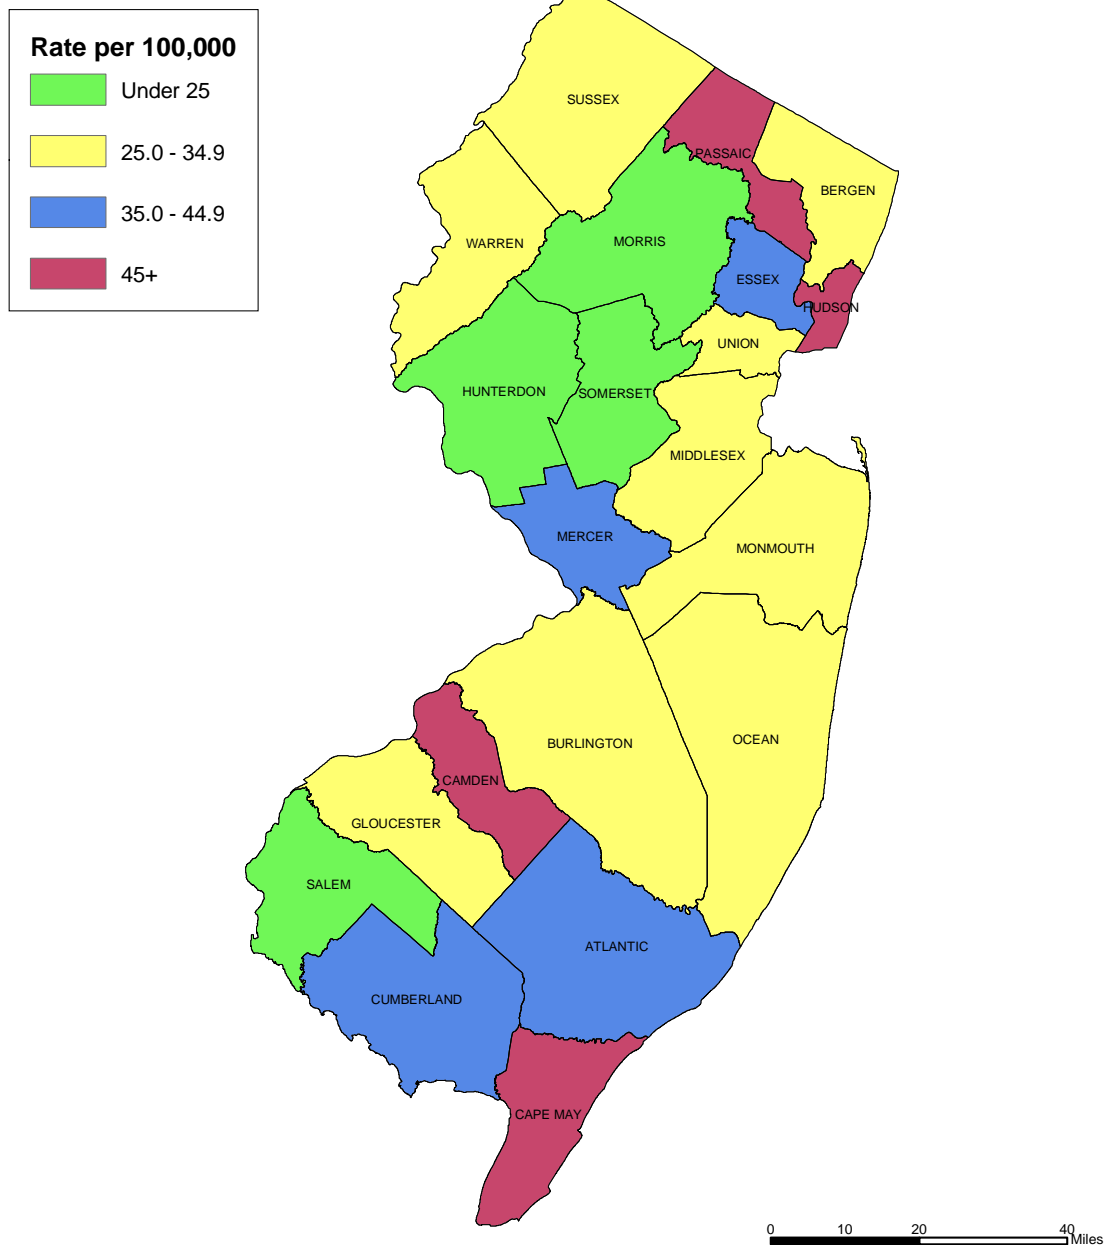 Rate per 100,000
Under 25
25.0 - 34.9
35.0 - 44.9
45+
SUSSEX
PASSAIC
BERGEN
WARREN
MORRIS
ESSEX
HUDSON
UNION
HUNTERDON
SOMERSET
MIDDLESEX
MERCER
MONMOUTH
OCEAN
BURLINGTON
CAMDEN
GLOUCESTER
SALEM
ATLANTIC
CUMBERLAND
CAPE MAY
0 10 20 40
Miles